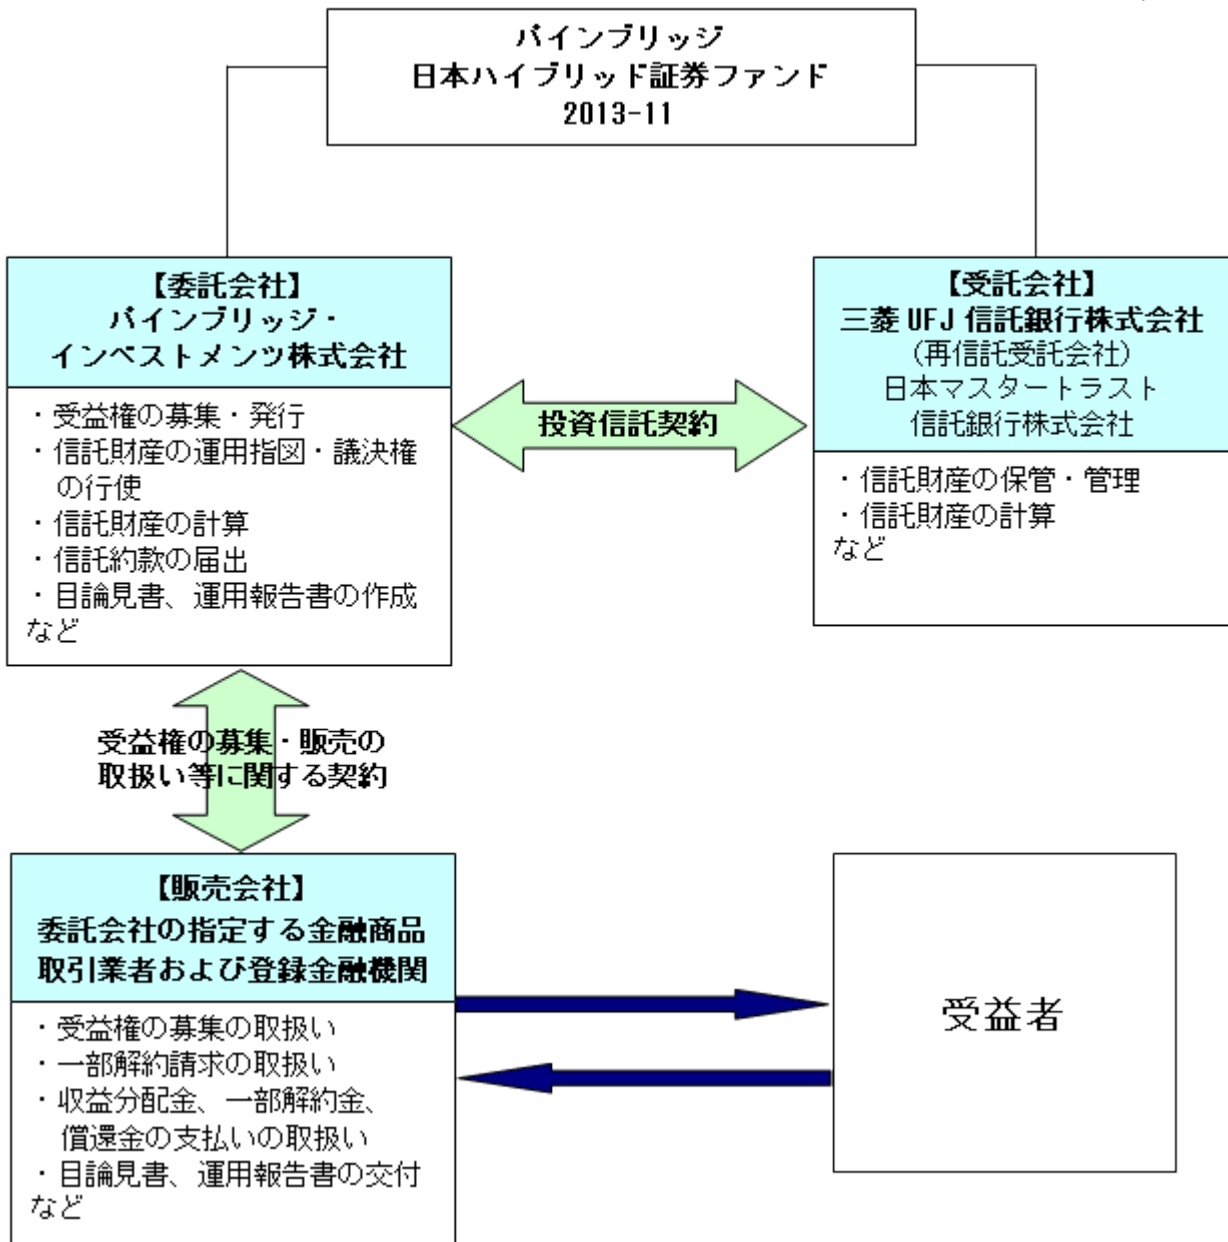 パインブリッジ
日本ハイブリッド証券ファンド
2013-11
【委託会社】
パインブリッジ・
インベストメンツ株式会社
・受益権の募集・発行
・信託財産の運用指図・議決権
の行使
・信託財産の計算
・信託約款の届出
・目論見書、運用報告書の作成
など
投資信託契約
【受託会社】
三菱 UFJ 信託銀行株式会社
（再信託受託会社）
日本マスタートラスト
信託銀行株式会社
・信託財産の保管・管理
・信託財産の計算
など
受益権の募集・販売の
取扱い等に関する契約
【販売会社】
委託会社の指定する金融商品
取引業者および登録金融機関
・受益権の募集の取扱い
・一部解約請求の取扱い
・収益分配金、一部解約金、
償還金の支払いの取扱い
・目論見書、運用報告書の交付
など
受益者